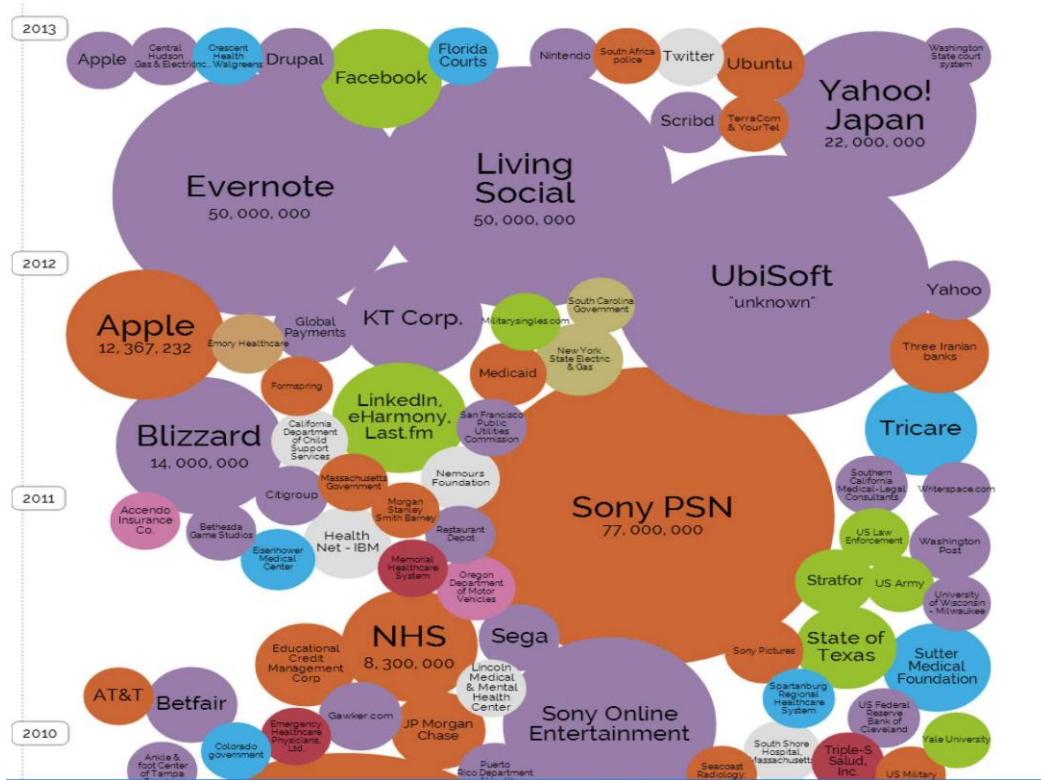 2013
Apple
Central
Hudson
Gas & Electric
Crescent
Health
Inc., Walgreens
Drupal
Facebook
Florida
Courts
Nintendo
South Africa
police
Twitter
Ubuntu
Yahoo!
Japan
22, 000, 000
Washington
State court
system
Scribd
TerraCom
& YourTel
Evernote
50, 000, 000
Living
Social
50, 000, 000
2012
UbiSoft
"unknown"
Yahoo
Apple
12, 367, 232
Emory Healthcare
Global
Payments
KT Corp.
Militarysingles.com
South Carolina
Government
New York
State Electric
& Gas
Three Iranian
banks
Formspring
Medicaid
LinkedIn,
eHarmony,
Last.fm
San Francisco
Public
Utilities
Commission
Tricare
Blizzard
14, 000, 000
California
Department
of Child
Support
Services
Massachusetts
Government
Nemours
Foundation
2011
Citigroup
Morgan
Stanley
Smith Barney
Sony PSN
77, 000, 000
Southern
California
Medical-Legal
Consultants
Writerspace.com
Accendo
Insurance
Co.
Bethesda
Game Studios
Eisenhower
Medical
Center
Health
Net - IBM
Restaurant
Depot
Memorial
Healthcare
System
Oregon
Department
of Motor
Vehicles
US Law
Enforcement
Washington
Post
Stratfor
US Army
University
of Wisconsin
- Milwaukee
NHS
8, 300, 000
Sega
Educational
Credit
Management
Corp
Lincoln
Medical
& Mental
Health
Center
Sony Pictures
State of
Texas
Sutter
Medical
Foundation
AT&T
Betfair
Spartanburg
Regional
Healthcare
System
2010
Colorado
government
Emergency
Healthcare
Physicians,
Ltd.
Gawker.com
JP Morgan
Chase
Sony Online
Entertainment
US Federal
Reserve
Bank of
Cleveland
Yale University
Ankle &
foot Center
of Tampa
Puerto
Rico Department
South Shore
Hospital,
Massachusetts
Triple-S
Salud,
Inc.
Seacoast
Radiology,
US Military